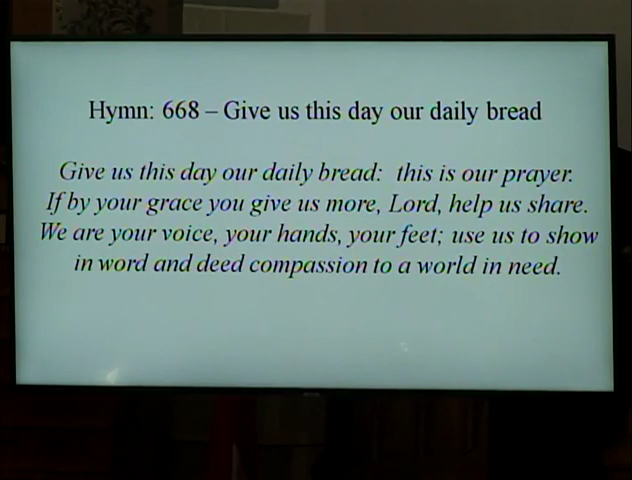 Hymn: 668 – Give us this day our daily bread
Give us this day our daily bread: this is our prayer.
If by your grace you give us more, Lord, help us share.
We are your voice, your hands, your feet; use us to show
in word and deed compassion to a world in need.